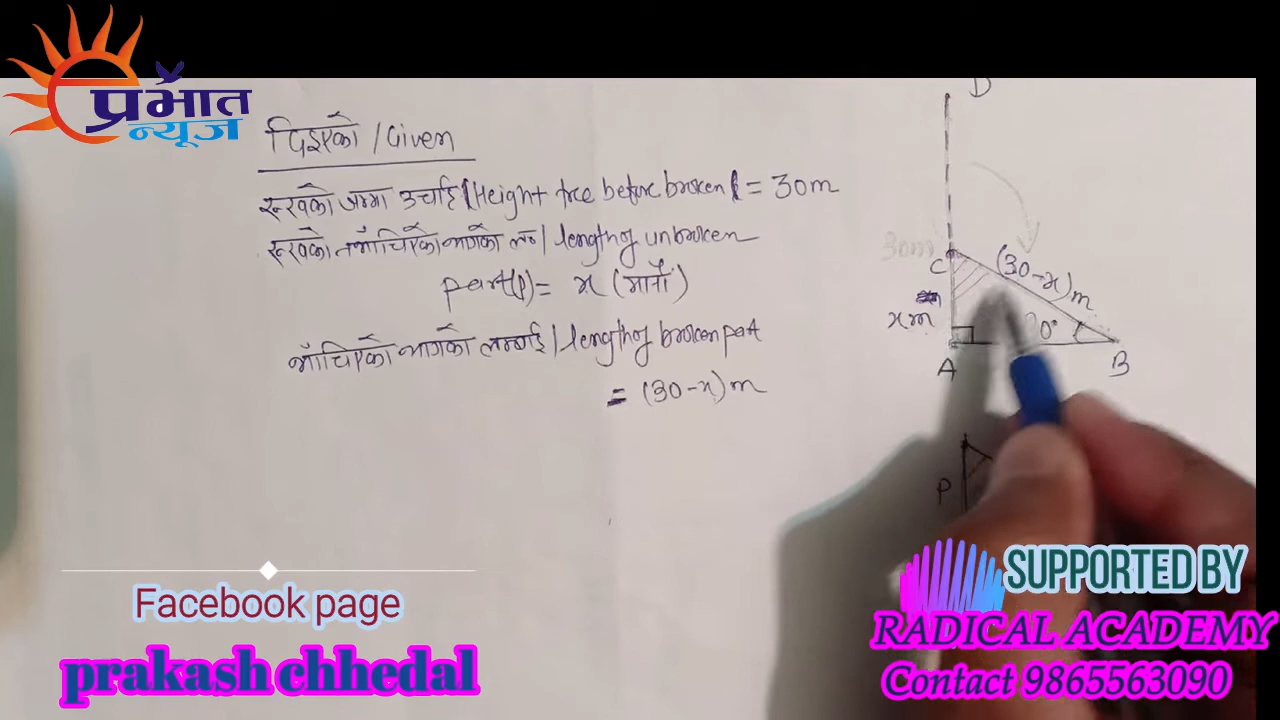 प्रभात
न्यूज
दिइएको / Given
रुखको जम्मा उचाई (Height tree before broken) = 30m
रुखको नभाँचिएको भागको ल० / length of unbroken
part(P) = x (मानौं)
भाँचिएको भागको लम्बाई / length of broken part
= (30-x) m
D
30m
C
(30-x)m
xm
0°
A
B
P
Facebook page
prakash chhedal
SUPPORTED BY
RADICAL ACADEMY
Contact 9865563090